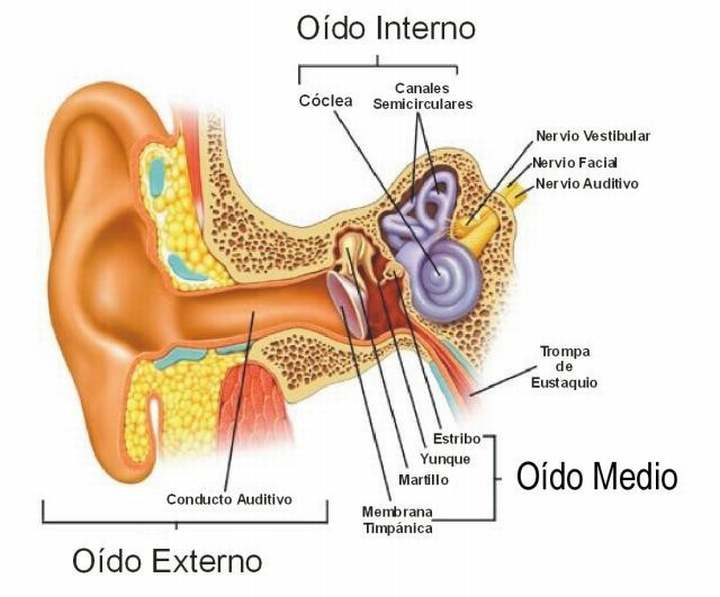 Oído Interno
Cóclea
Canales
Semicirculares
Nervio Vestibular
Nervio Facial
Nervio Auditivo
Trompa
de
Eustaquio
Estribo
Yunque
Martillo
Membrana
Timpánica
Oído Medio
Conducto Auditivo
Oído Externo